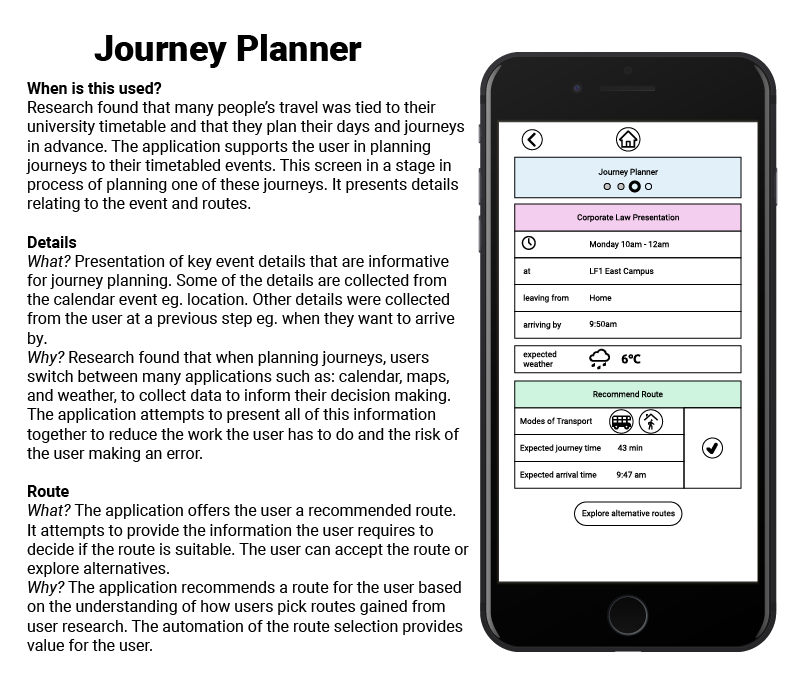 Journey Planner
When is this used?
Research found that many people’s travel was tied to their
university timetable and that they plan their days and journeys
in advance. The application supports the user in planning
journeys to their timetabled events. This screen in a stage in
process of planning one of these journeys. It presents details
relating to the event and routes.
Details
What? Presentation of key event details that are informative
for journey planning. Some of the details are collected from
the calendar event eg. location. Other details were collected
from the user at a previous step eg. when they want to arrive
by.
Why? Research found that when planning journeys, users
switch between many applications such as: calendar, maps,
and weather, to collect data to inform their decision making.
The application attempts to present all of this information
together to reduce the work the user has to do and the risk of
the user making an error.
Route
What? The application offers the user a recommended route.
It attempts to provide the information the user requires to
decide if the route is suitable. The user can accept the route or
explore alternatives.
Why? The application recommends a route for the user based
on the understanding of how users pick routes gained from
user research. The automation of the route selection provides
value for the user.
Journey Planner
Corporate Law Presentation
Monday 10am - 12am
at LF1 East Campus
leaving from Home
arriving by 9:50am
expected
weather
6°C
Recommend Route
Modes of Transport
Expected journey time 43 min
Expected arrival time 9:47 am
Explore alternative routes